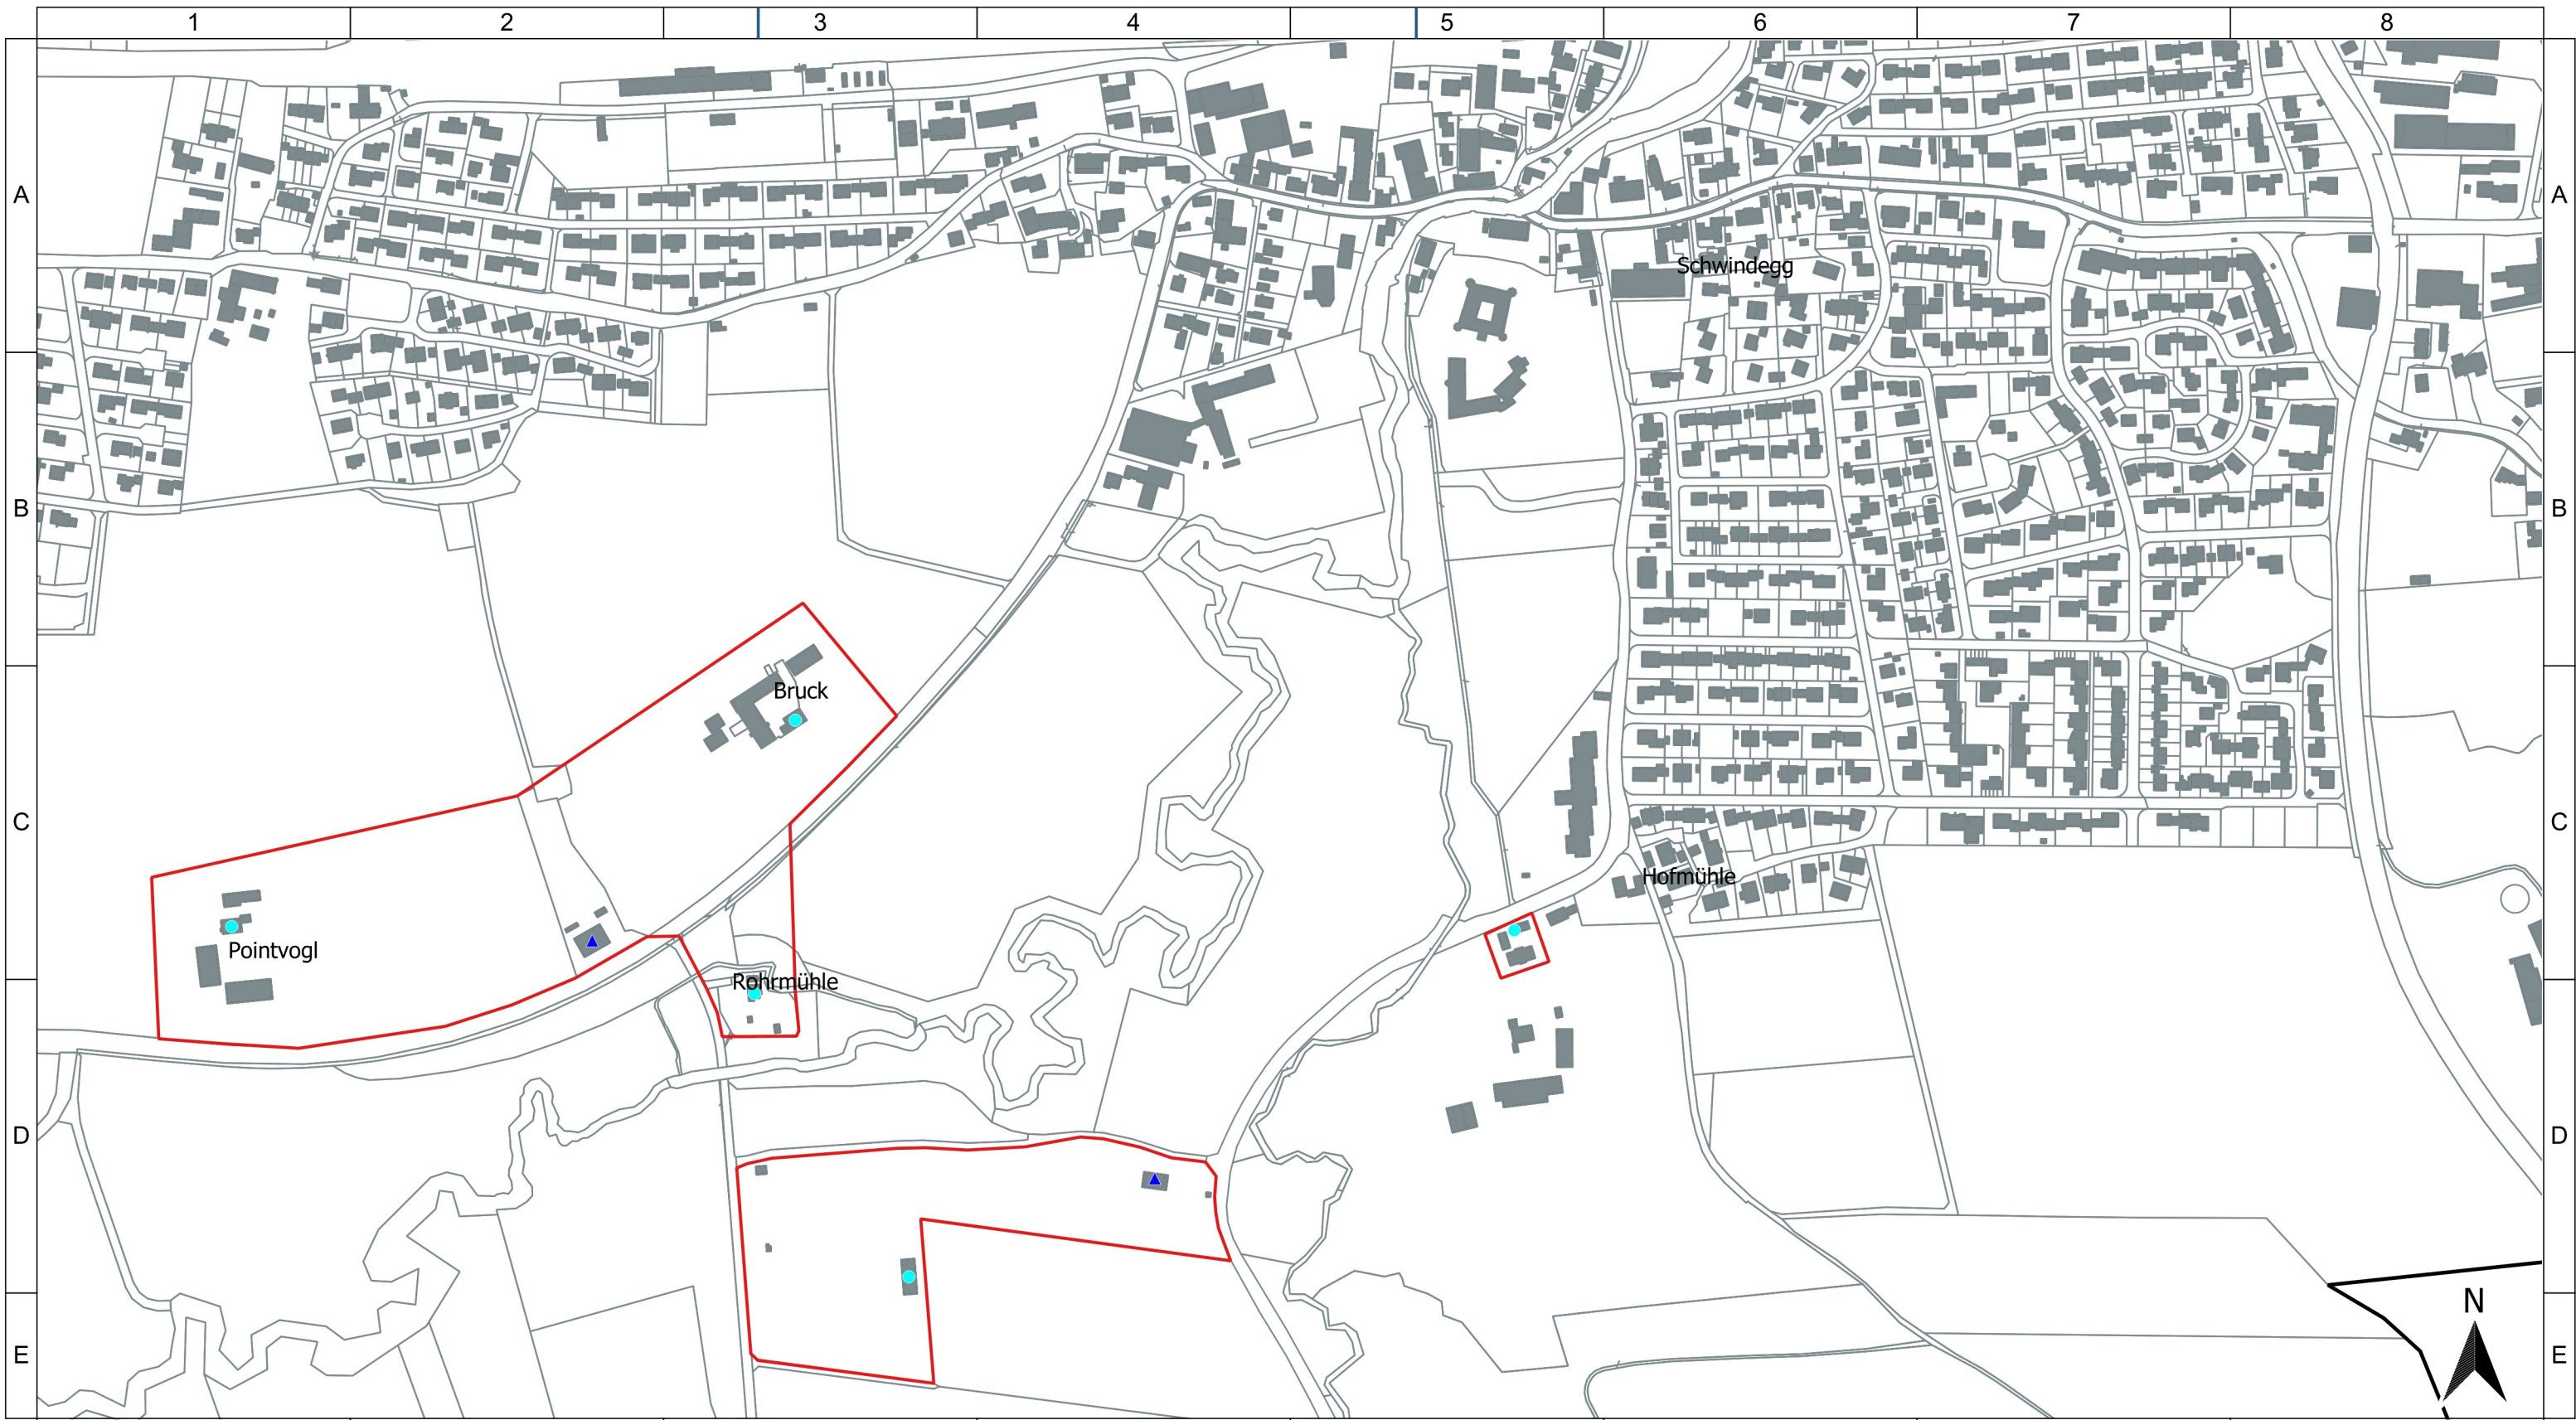 1 2 3 4 5 6 7 8
A A
Schwindegg
B B
Bruck
C C
Hofmühle
Pointvogl
Rohrmühle
D D
N
E E